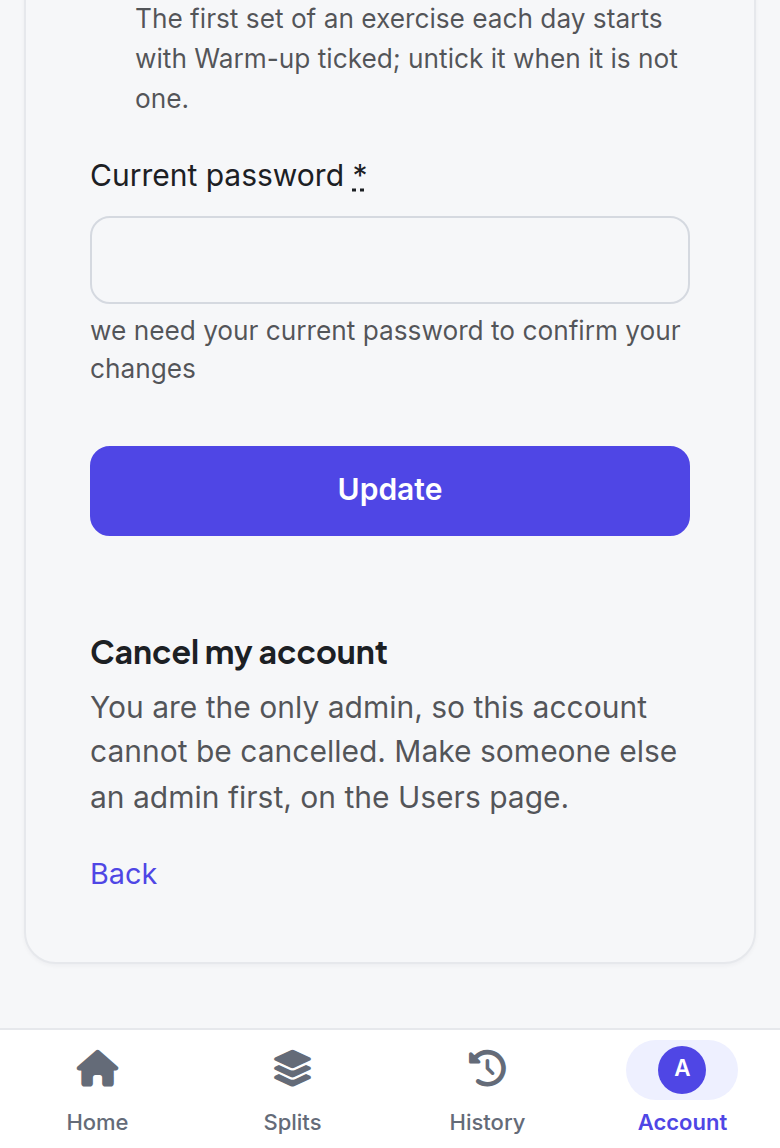 The first set of an exercise each day starts
with Warm-up ticked; untick it when it is not
one.
Current password *
we need your current password to confirm your
changes
Update
Cancel my account
You are the only admin, so this account
cannot be cancelled. Make someone else
an admin first, on the Users page.
Back
A
Home
Splits
History
Account